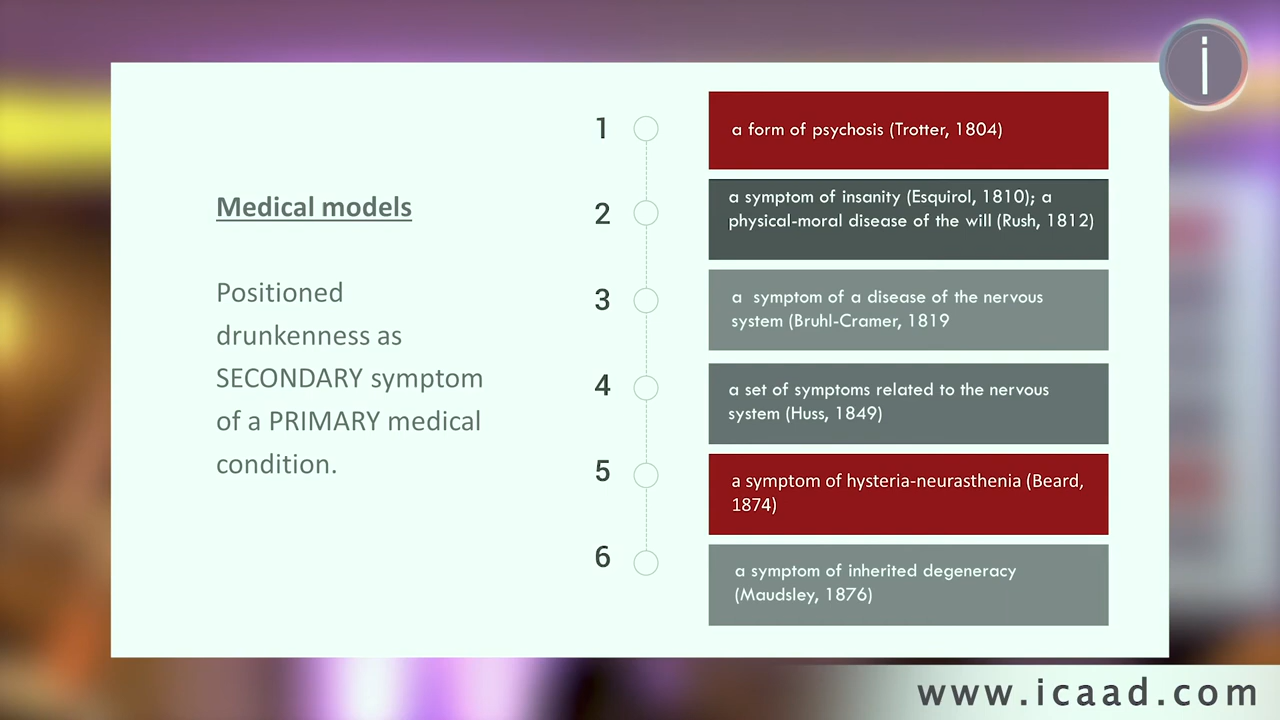 i
Medical models
Positioned
drunkenness as
SECONDARY symptom
of a PRIMARY medical
condition.
1
a form of psychosis (Trotter, 1804)
2
a symptom of insanity (Esquirol, 1810); a
physical-moral disease of the will (Rush, 1812)
3
a  symptom of a disease of the nervous
system (Bruhl-Cramer, 1819
4
a set of symptoms related to the nervous
system (Huss, 1849)
5
a symptom of hysteria-neurasthenia (Beard,
1874)
6
a symptom of inherited degeneracy
(Maudsley, 1876)
www.icaad.com